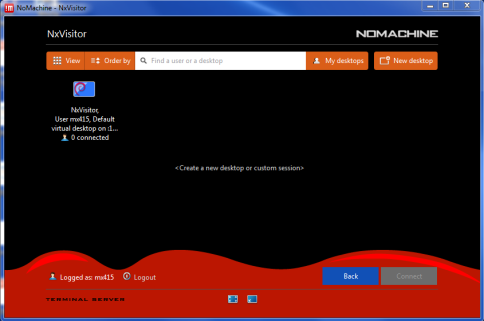 NoMachine - NxVisitor
NxVisitor
NOMACHINE
View
Order by
Find a user or a desktop
My desktops
New desktop
NxVisitor,
User mx415, Default
virtual desktop on :1...
0 connected
<Create a new desktop or custom session>
Logged as: mx415
Logout
Back
Connect
TERMINAL SERVER